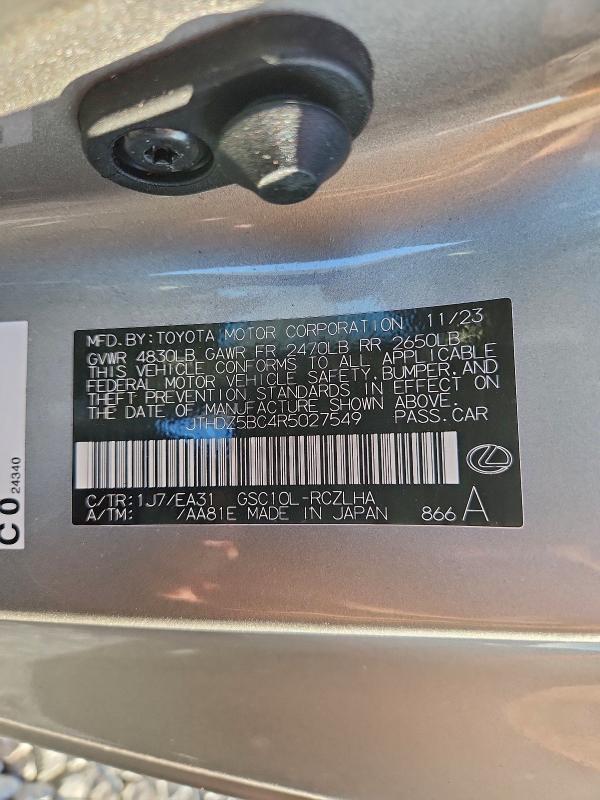 MFD. BY: TOYOTA MOTOR CORPORATION 11/23
GVWR 4830LB GAWR FR 2470LB RR 2650LB
THIS VEHICLE CONFORMS TO ALL APPLICABLE
FEDERAL MOTOR VEHICLE SAFETY, BUMPER, AND
THEFT PREVENTION STANDARDS IN EFFECT ON
THE DATE OF MANUFACTURE SHOWN ABOVE.
JTHDZ5BC4R5027549 PASS. CAR
C/TR: 1J7/EA31 GSC10L-RCZLHA
A/TM: /AA81E MADE IN JAPAN 866 A
C0 24340